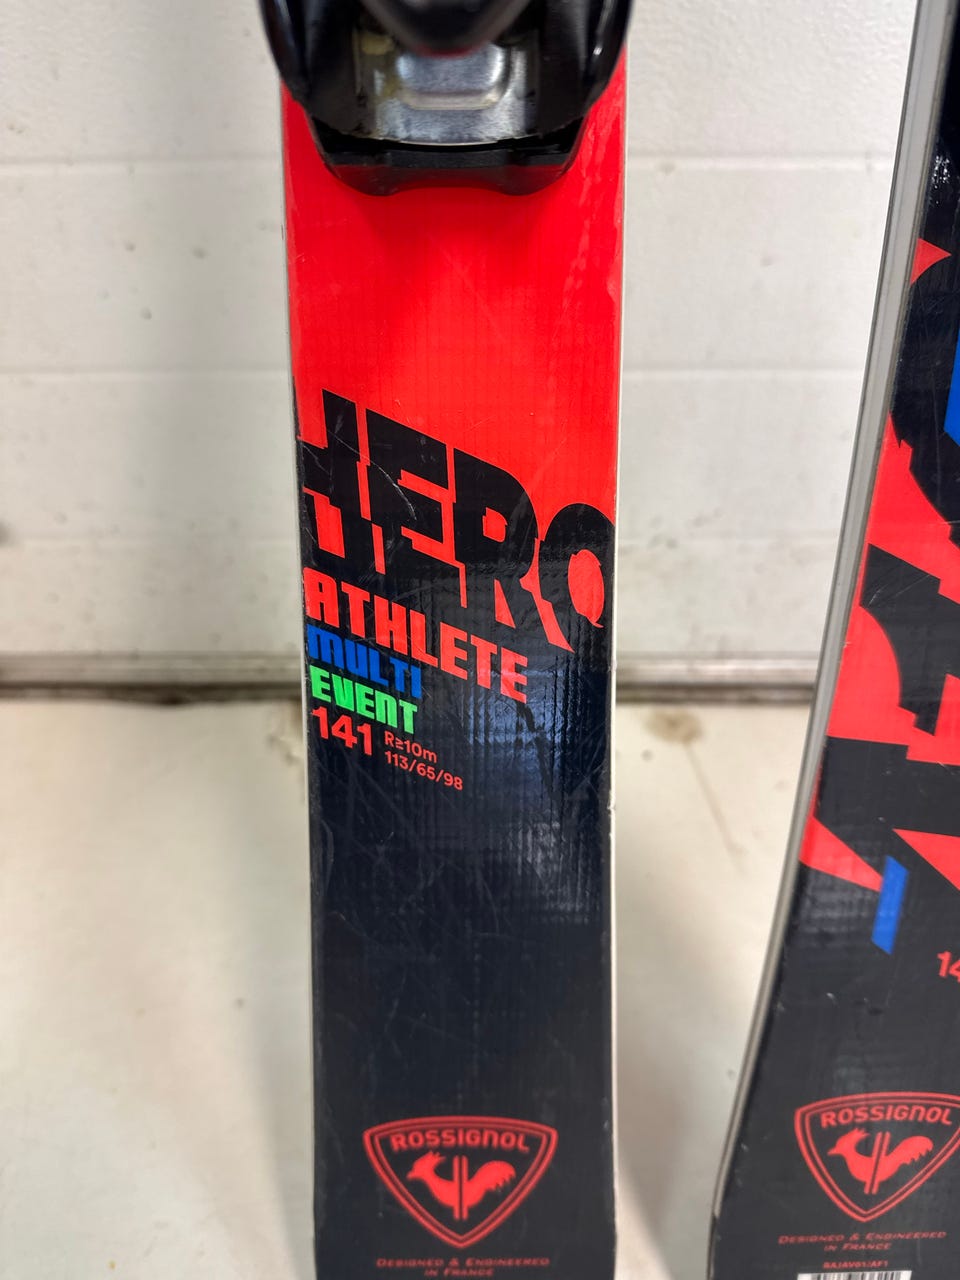 HERO
ATHLETE
MULTI
EVENT
141 R≥10m
113/65/98
14
ROSSIGNOL
DESIGNED & ENGINEERED
IN FRANCE
ROSSIGNOL
DESIGNED & ENGINEERED
IN FRANCE